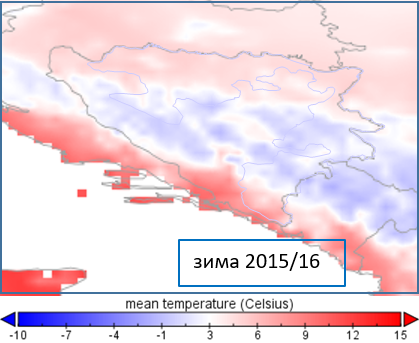 зима 2015/16
mean temperature (Celsius)
-10 -7 -4 -1 3 6 9 12 15